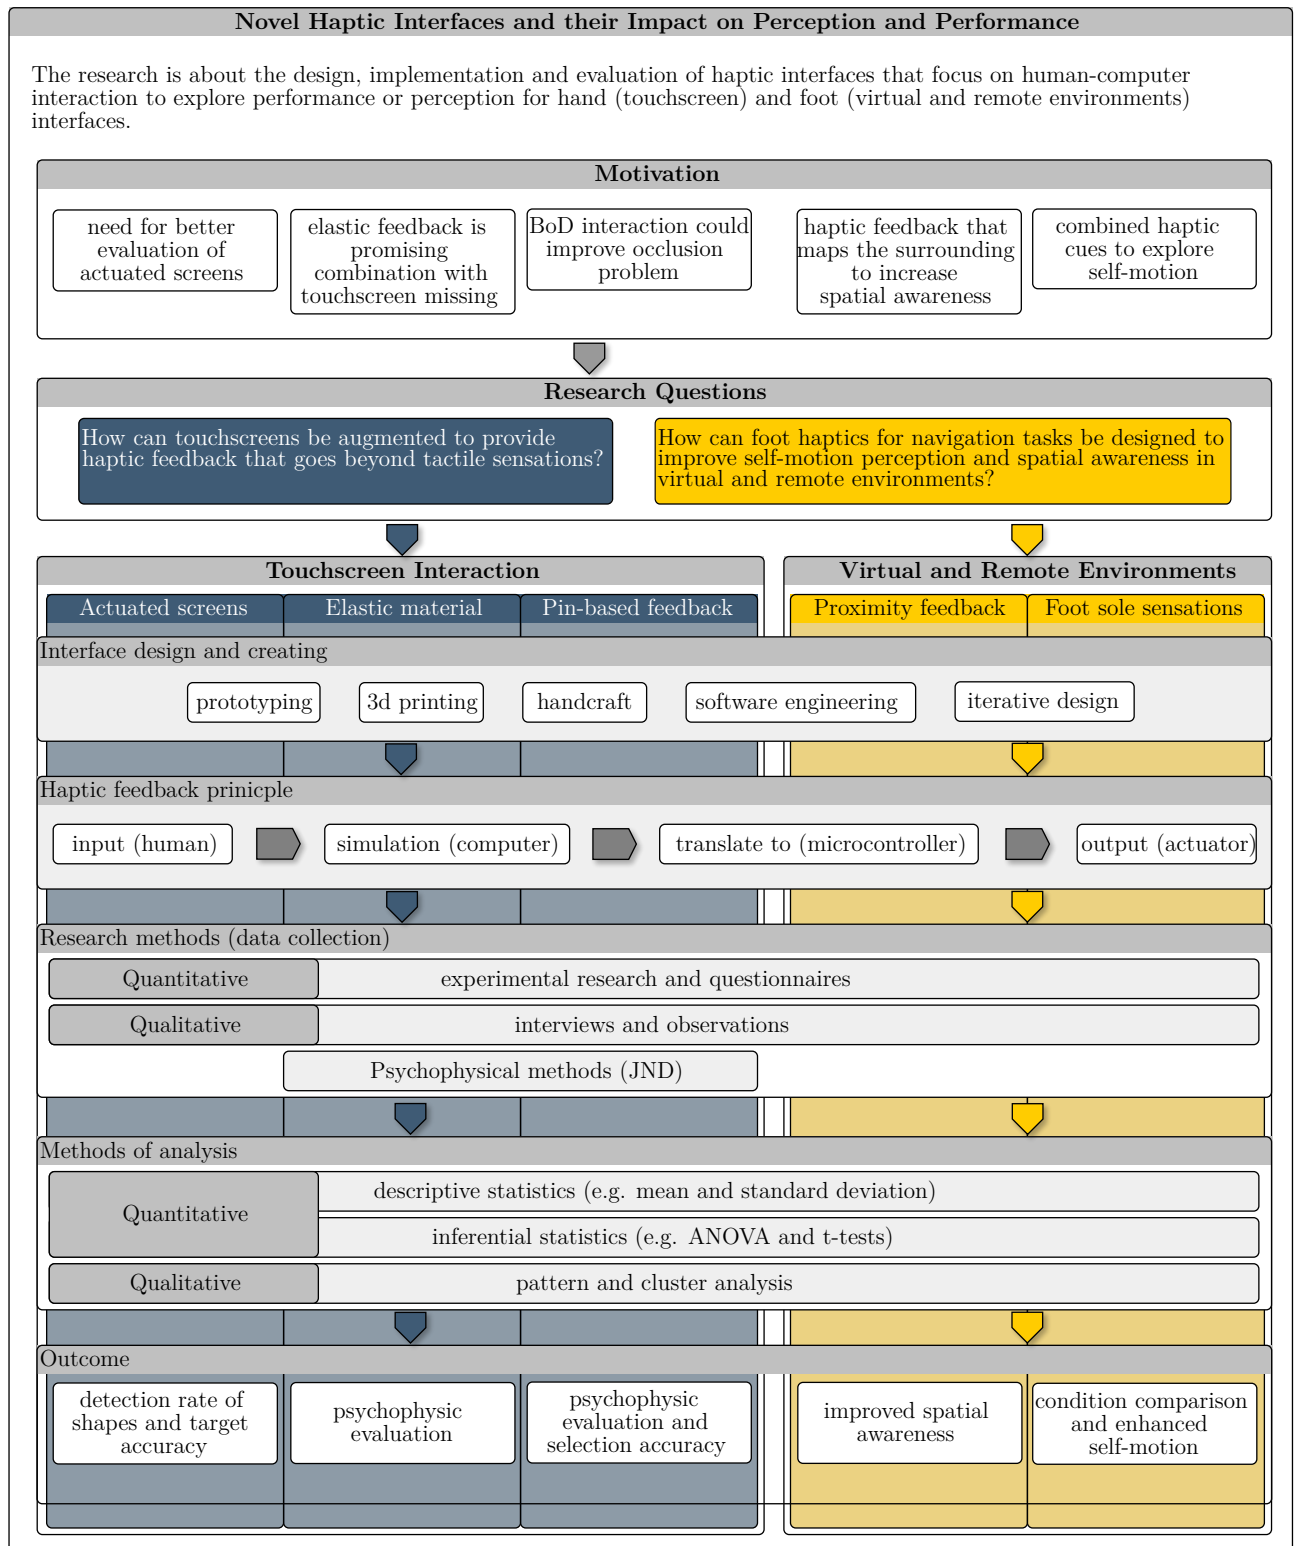 Novel Haptic Interfaces and their Impact on Perception and Performance
The research is about the design, implementation and evaluation of haptic interfaces that focus on human-computer
interaction to explore performance or perception for hand (touchscreen) and foot (virtual and remote environments)
interfaces.
Motivation
need for better
evaluation of
actuated screens
elastic feedback is
promising
combination with
touchscreen missing
BoD interaction could
improve occlusion
problem
haptic feedback that
maps the surrounding
to increase
spatial awareness
combined haptic
cues to explore
self-motion
Research Questions
How can touchscreens be augmented to provide
haptic feedback that goes beyond tactile sensations?
How can foot haptics for navigation tasks be designed to
improve self-motion perception and spatial awareness in
virtual and remote environments?
Touchscreen Interaction
Virtual and Remote Environments
Actuated screens
Elastic material
Pin-based feedback
Proximity feedback
Foot sole sensations
Interface design and creating
prototyping
3d printing
handcraft
software engineering
iterative design
Haptic feedback prinicple
input (human)
simulation (computer)
translate to (microcontroller)
output (actuator)
Research methods (data collection)
Quantitative
experimental research and questionnaires
Qualitative
interviews and observations
Psychophysical methods (JND)
Methods of analysis
Quantitative
descriptive statistics (e.g. mean and standard deviation)
inferential statistics (e.g. ANOVA and t-tests)
Qualitative
pattern and cluster analysis
Outcome
detection rate of
shapes and target
accuracy
psychophysic
evaluation
psychophysic
evaluation and
selection accuracy
improved spatial
awareness
condition comparison
and enhanced
self-motion